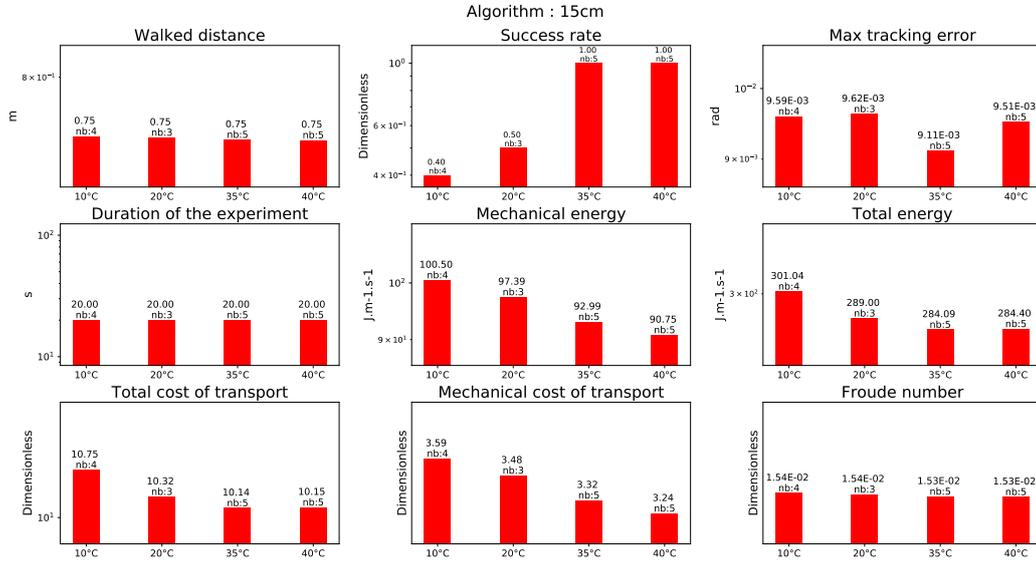 Algorithm : 15cm
Walked distance
m
8 × 10⁻¹
0.75
nb:4
0.75
nb:3
0.75
nb:5
0.75
nb:5
10°C
20°C
35°C
40°C
Success rate
Dimensionless
10⁰
6 × 10⁻¹
4 × 10⁻¹
0.40
nb:4
0.50
nb:3
1.00
nb:5
1.00
nb:5
10°C
20°C
35°C
40°C
Max tracking error
rad
10⁻²
9 × 10⁻³
9.59E-03
nb:4
9.62E-03
nb:3
9.11E-03
nb:5
9.51E-03
nb:5
10°C
20°C
35°C
40°C
Duration of the experiment
s
10²
10¹
20.00
nb:4
20.00
nb:3
20.00
nb:5
20.00
nb:5
10°C
20°C
35°C
40°C
Mechanical energy
J.m-1.s-1
10²
9 × 10¹
100.50
nb:4
97.39
nb:3
92.99
nb:5
90.75
nb:5
10°C
20°C
35°C
40°C
Total energy
J.m-1.s-1
3 × 10²
301.04
nb:4
289.00
nb:3
284.09
nb:5
284.40
nb:5
10°C
20°C
35°C
40°C
Total cost of transport
Dimensionless
10¹
10.75
nb:4
10.32
nb:3
10.14
nb:5
10.15
nb:5
10°C
20°C
35°C
40°C
Mechanical cost of transport
Dimensionless
3.59
nb:4
3.48
nb:3
3.32
nb:5
3.24
nb:5
10°C
20°C
35°C
40°C
Froude number
Dimensionless
1.54E-02
nb:4
1.54E-02
nb:3
1.53E-02
nb:5
1.53E-02
nb:5
10°C
20°C
35°C
40°C